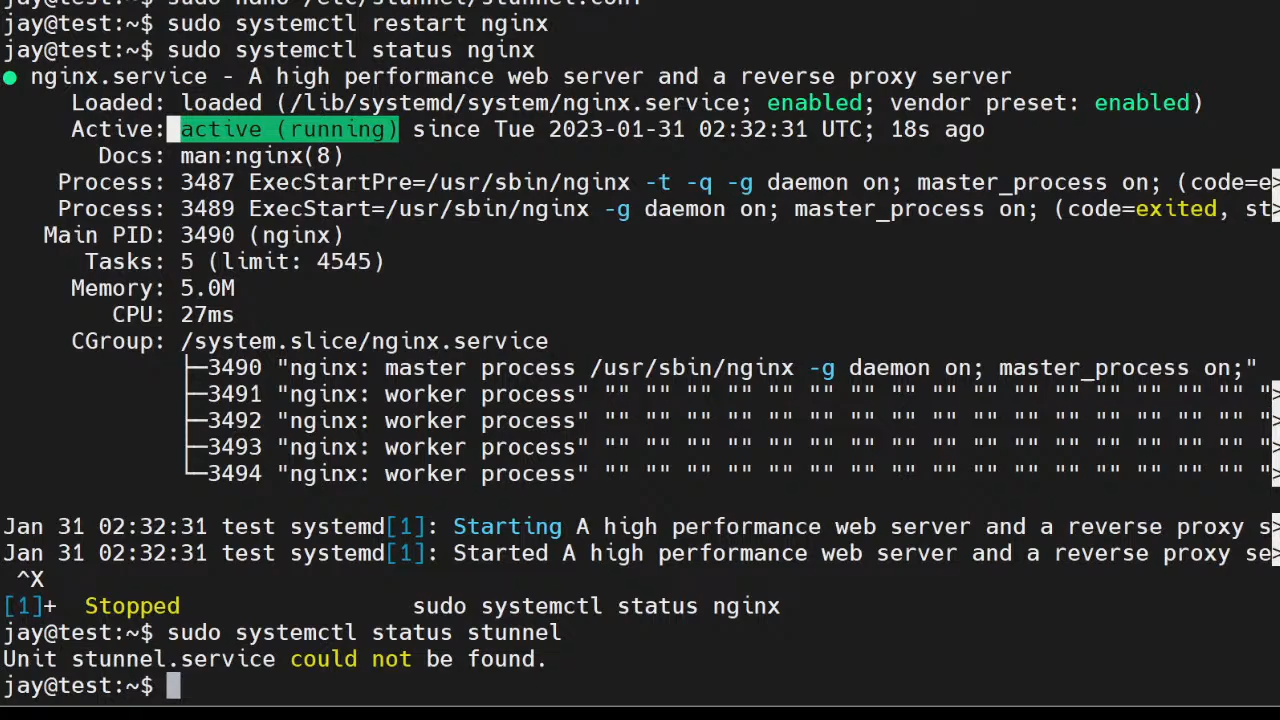 jay@test:~$ sudo nano /etc/stunnel/stunnel.conf
jay@test:~$ sudo systemctl restart nginx
jay@test:~$ sudo systemctl status nginx
● nginx.service - A high performance web server and a reverse proxy server
Loaded: loaded (/lib/systemd/system/nginx.service; enabled; vendor preset: enabled)
Active: active (running) since Tue 2023-01-31 02:32:31 UTC; 18s ago
Docs: man:nginx(8)
Process: 3487 ExecStartPre=/usr/sbin/nginx -t -q -g daemon on; master_process on; (code=e>
Process: 3489 ExecStart=/usr/sbin/nginx -g daemon on; master_process on; (code=exited, st>
Main PID: 3490 (nginx)
Tasks: 5 (limit: 4545)
Memory: 5.0M
CPU: 27ms
CGroup: /system.slice/nginx.service
├─3490 "nginx: master process /usr/sbin/nginx -g daemon on; master_process on;"
├─3491 "nginx: worker process" "" "" "" "" "" "" "" "" "" "" "" "" "" "" "" "" ">
├─3492 "nginx: worker process" "" "" "" "" "" "" "" "" "" "" "" "" "" "" "" "" ">
├─3493 "nginx: worker process" "" "" "" "" "" "" "" "" "" "" "" "" "" "" "" "" ">
└─3494 "nginx: worker process" "" "" "" "" "" "" "" "" "" "" "" "" "" "" "" "" ">
Jan 31 02:32:31 test systemd[1]: Starting A high performance web server and a reverse proxy s>
Jan 31 02:32:31 test systemd[1]: Started A high performance web server and a reverse proxy se>
^X
[1]+ Stopped sudo systemctl status nginx
jay@test:~$ sudo systemctl status stunnel
Unit stunnel.service could not be found.
jay@test:~$